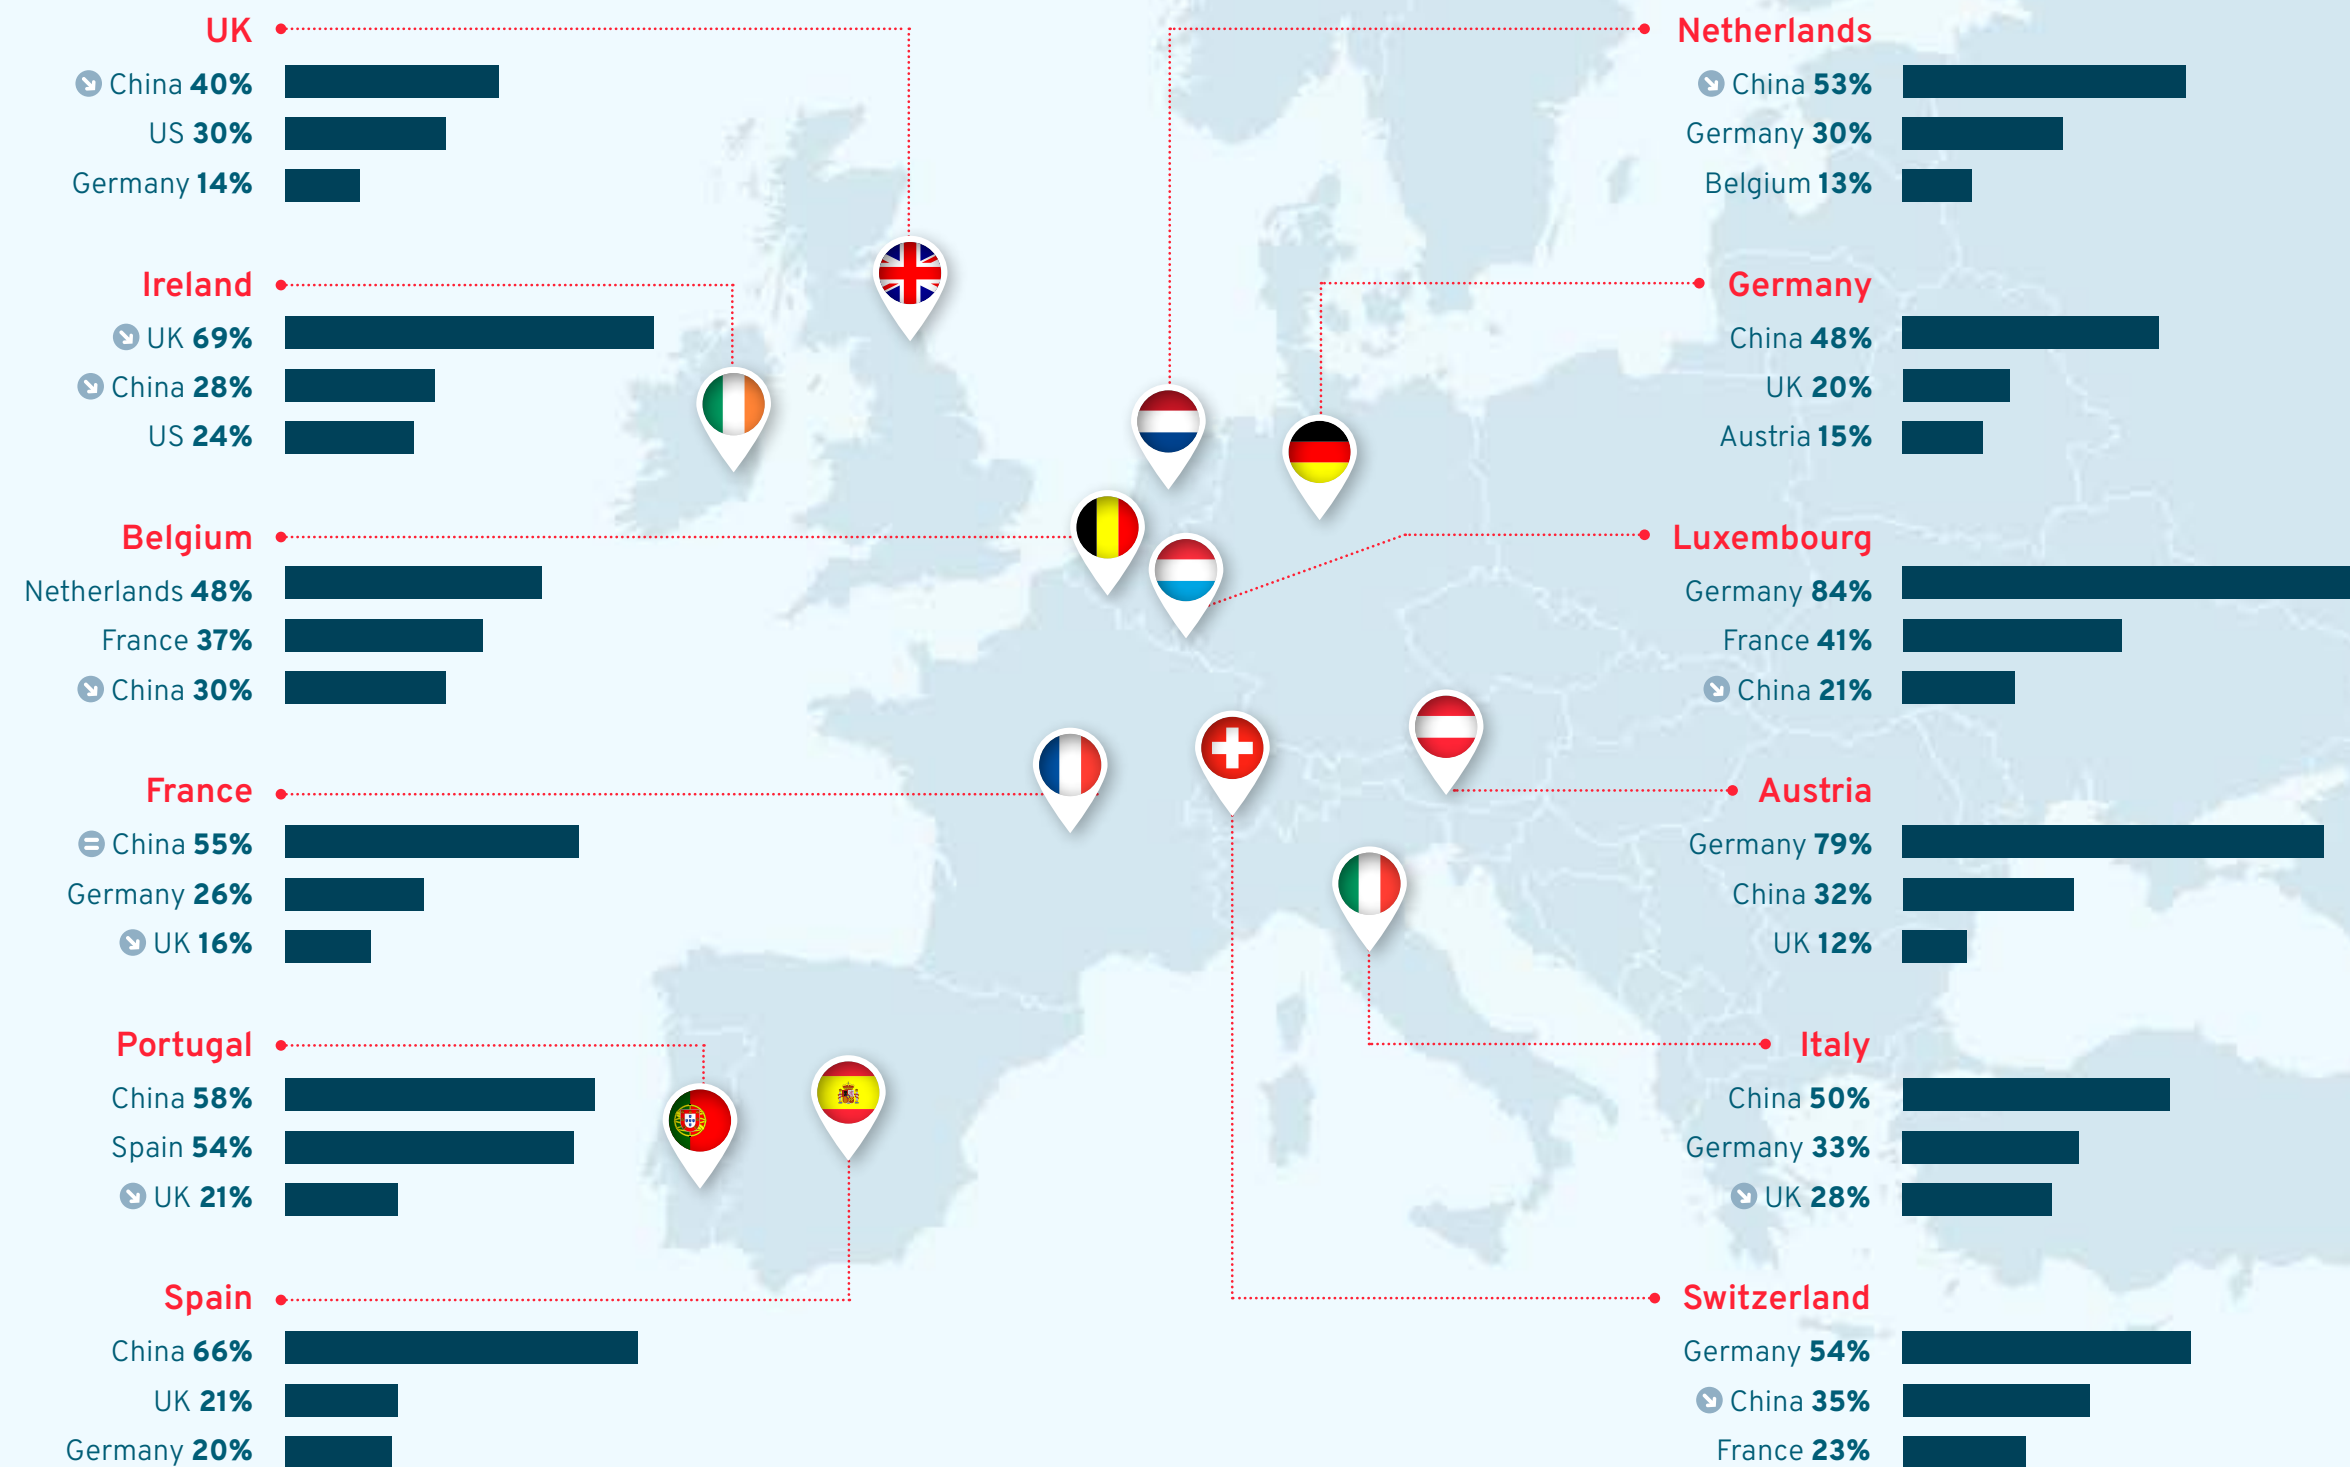 UK
China 40%
US 30%
Germany 14%
Ireland
UK 69%
China 28%
US 24%
Belgium
Netherlands 48%
France 37%
China 30%
France
China 55%
Germany 26%
UK 16%
Portugal
China 58%
Spain 54%
UK 21%
Spain
China 66%
UK 21%
Germany 20%
Netherlands
China 53%
Germany 30%
Belgium 13%
Germany
China 48%
UK 20%
Austria 15%
Luxembourg
Germany 84%
France 41%
China 21%
Austria
Germany 79%
China 32%
UK 12%
Italy
China 50%
Germany 33%
UK 28%
Switzerland
Germany 54%
China 35%
France 23%